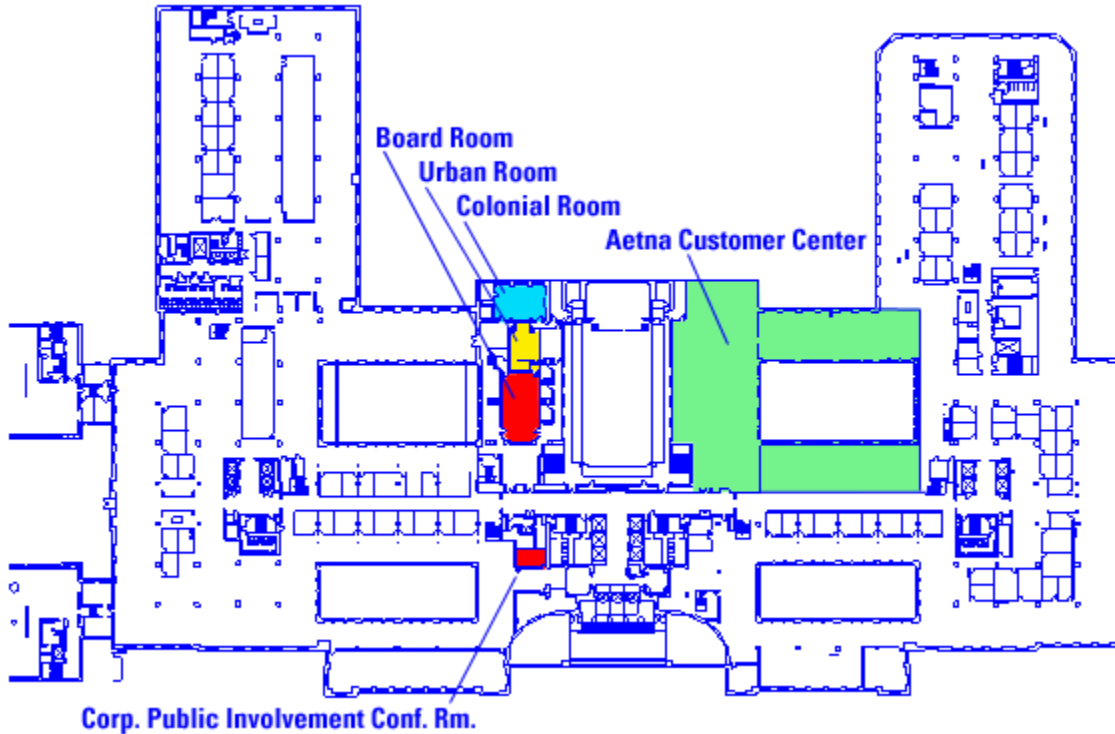 Board Room
Urban Room
Colonial Room
Aetna Customer Center
Corp. Public Involvement Conf. Rm.